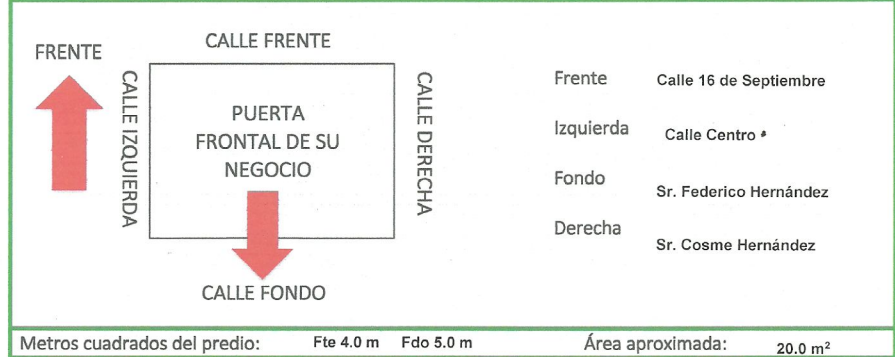 FRENTE
CALLE FRENTE
CALLE IZQUIERDA
PUERTA
FRONTAL DE SU
NEGOCIO
CALLE DERECHA
CALLE FONDO
Frente Calle 16 de Septiembre
Izquierda Calle Centro
Fondo Sr. Federico Hernández
Derecha Sr. Cosme Hernández
Metros cuadrados del predio: Fte 4.0 m Fdo 5.0 m Área aproximada: 20.0 m²